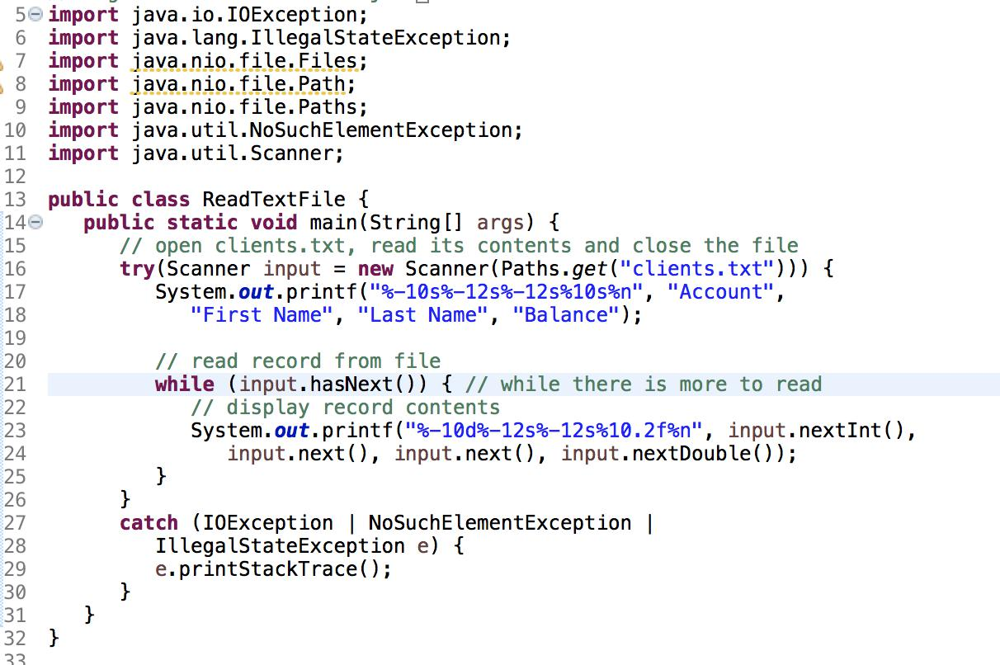 5 import java.io.IOException;
6 import java.lang.IllegalStateException;
7 import java.nio.file.Files;
8 import java.nio.file.Path;
9 import java.nio.file.Paths;
10 import java.util.NoSuchElementException;
11 import java.util.Scanner;
12
13 public class ReadTextFile {
14    public static void main(String[] args) {
15       // open clients.txt, read its contents and close the file
16       try(Scanner input = new Scanner(Paths.get("clients.txt"))) {
17          System.out.printf("%-10s%-12s%-12s%10s%n", "Account",
18             "First Name", "Last Name", "Balance");
19
20          // read record from file
21          while (input.hasNext()) { // while there is more to read
22             // display record contents
23             System.out.printf("%-10d%-12s%-12s%10.2f%n", input.nextInt(),
24                input.next(), input.next(), input.nextDouble());
25          }
26       }
27       catch (IOException | NoSuchElementException |
28          IllegalStateException e) {
29          e.printStackTrace();
30       }
31    }
32 }
33